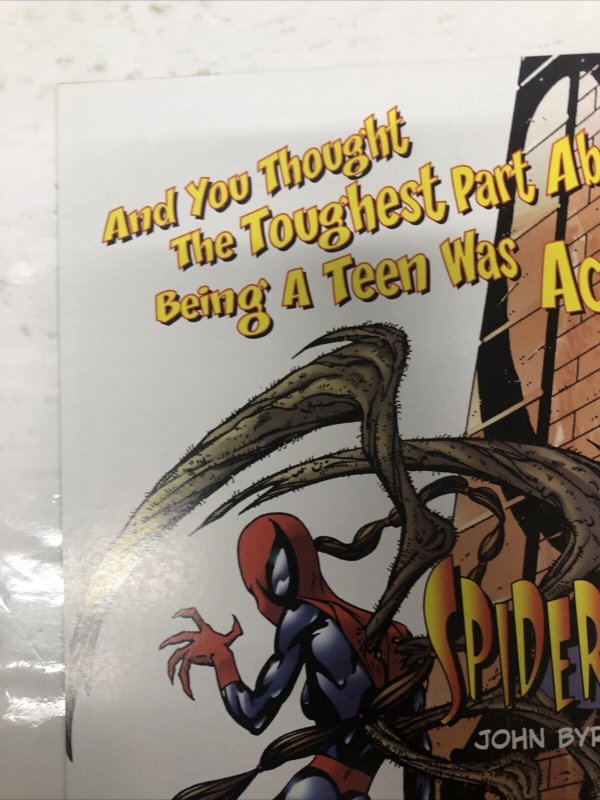 And You Thought
The Toughest Part Ab
Being A Teen Was Ac
SPIDER
JOHN BYR